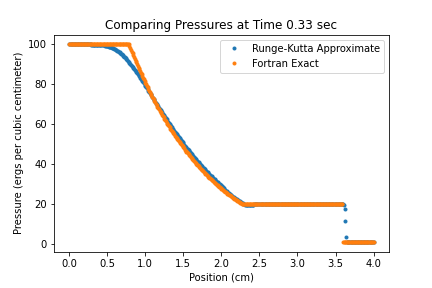 Comparing Pressures at Time 0.33 sec
Pressure (ergs per cubic centimeter)
100
80
60
40
20
0
Runge-Kutta Approximate
Fortran Exact
0.0 0.5 1.0 1.5 2.0 2.5 3.0 3.5 4.0
Position (cm)